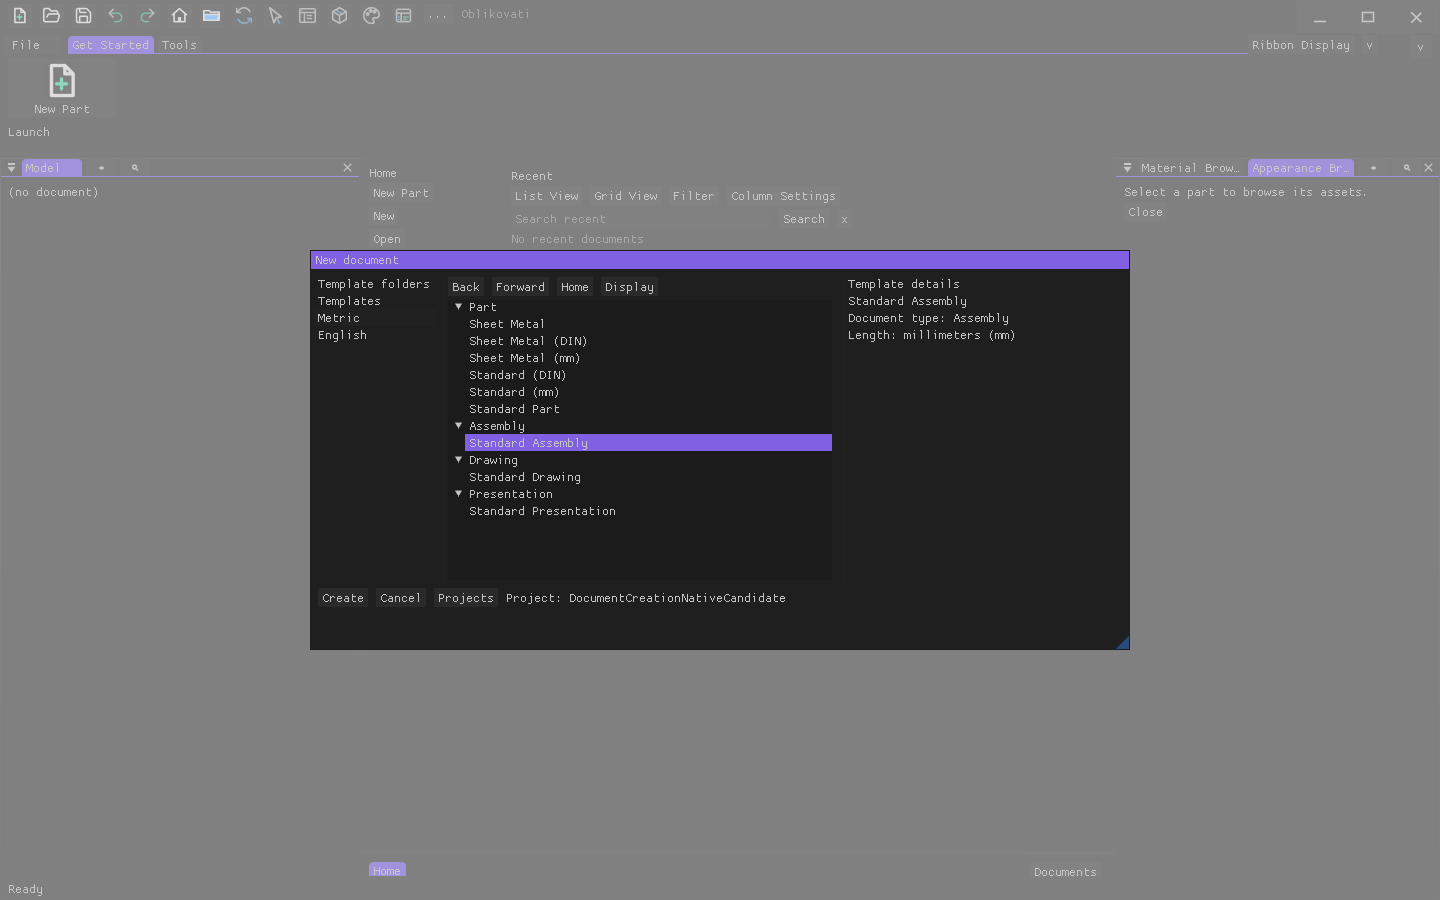 ... Oblikovati
File Get Started Tools Ribbon Display v v
New Part
Launch
Model
(no document)
Home
New Part
New
Open
Recent
List View Grid View Filter Column Settings
Search recent Search x
No recent documents
Material Brow... Appearance Br...
Select a part to browse its assets.
Close
New document
Template folders
Templates
Metric
English
Back Forward Home Display
Part
Sheet Metal
Sheet Metal (DIN)
Sheet Metal (mm)
Standard (DIN)
Standard (mm)
Standard Part
Assembly
Standard Assembly
Drawing
Standard Drawing
Presentation
Standard Presentation
Template details
Standard Assembly
Document type: Assembly
Length: millimeters (mm)
Create Cancel Projects Project: DocumentCreationNativeCandidate
Home Documents
Ready